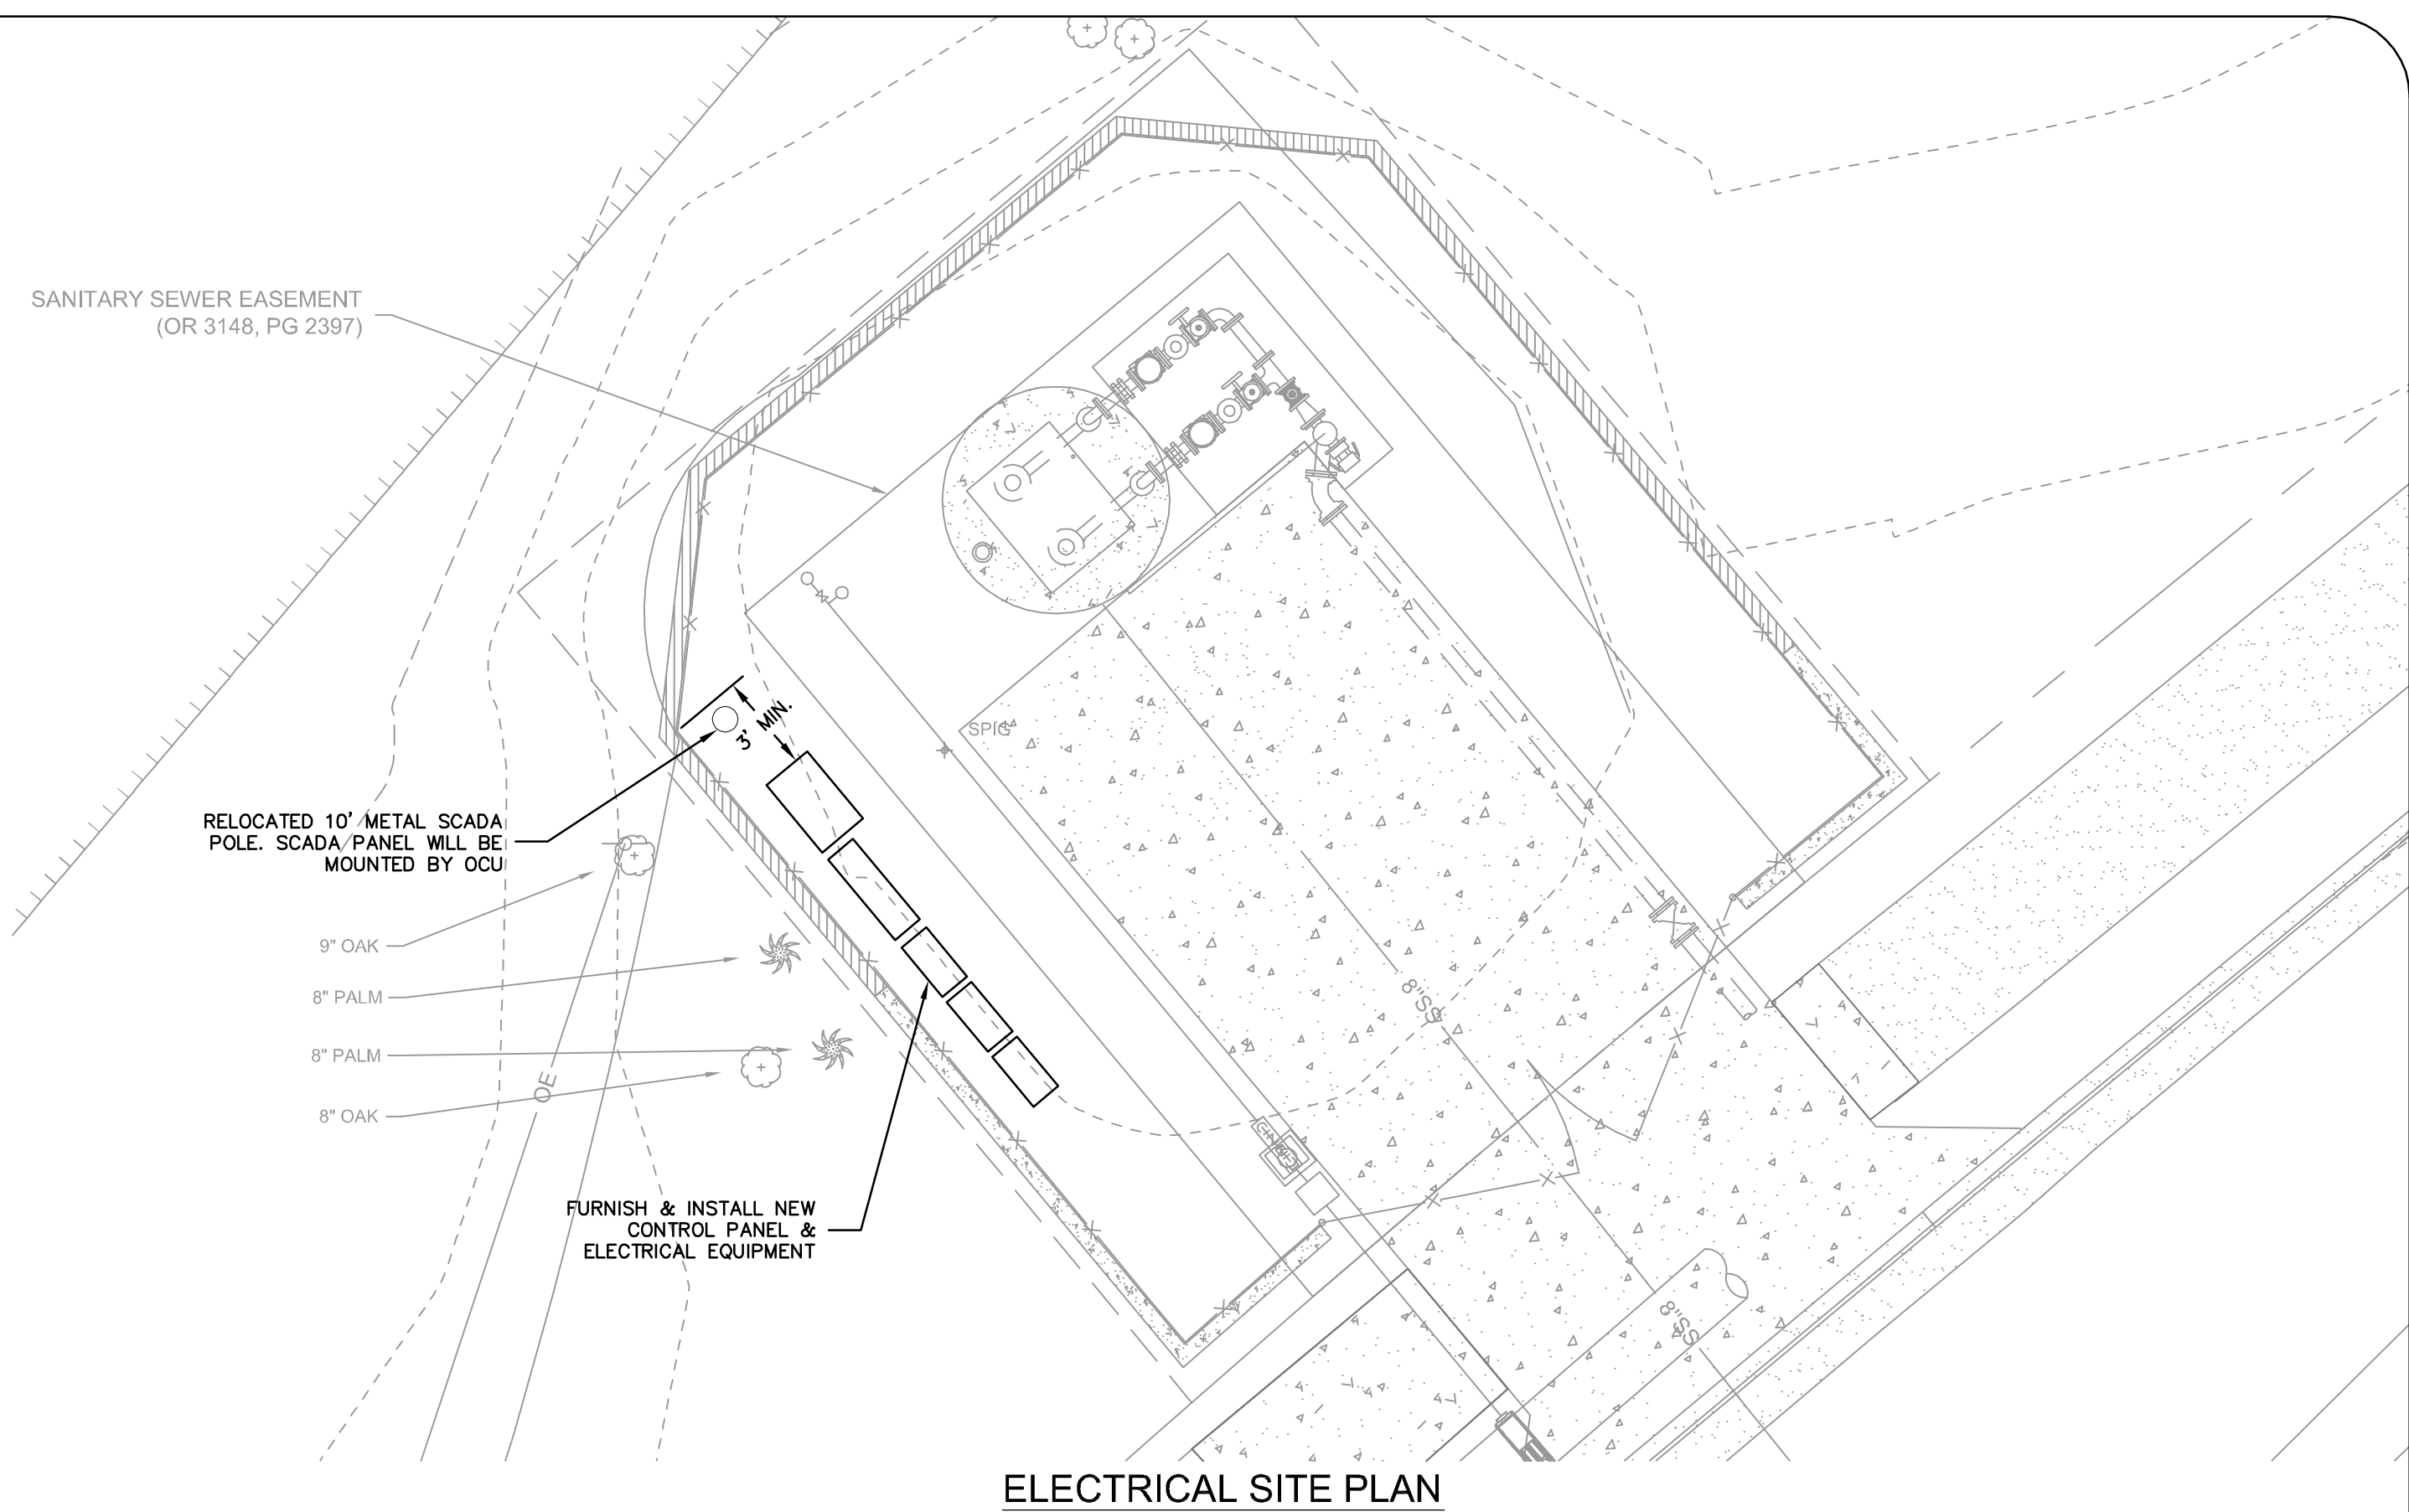 SANITARY SEWER EASEMENT
(OR 3148, PG 2397)
3' MIN.
SPIG
RELOCATED 10' METAL SCADA
POLE. SCADA PANEL WILL BE
MOUNTED BY OCU
9" OAK
8" PALM
8" PALM
8" OAK
OE
8"SS
FURNISH & INSTALL NEW
CONTROL PANEL &
ELECTRICAL EQUIPMENT
8"SS
ELECTRICAL SITE PLAN